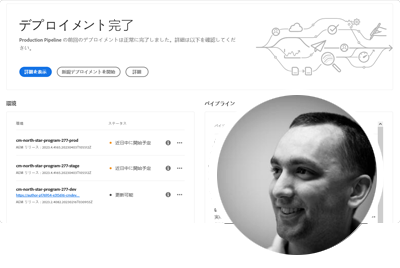 デプロイメント完了
Production Pipeline の前回のデプロイメントは正常に完了しました。詳細は以下を確認してくだ
さい。
詳細を表示
新規デプロイメントを開始
詳細
環境
パイプライン
環境
ステータス
cm-north-star-program-277-prod
近日中に開始予定
cm-north-star-program-277-stage
近日中に開始予定
cm-north-star-program-277-dev
更新可能